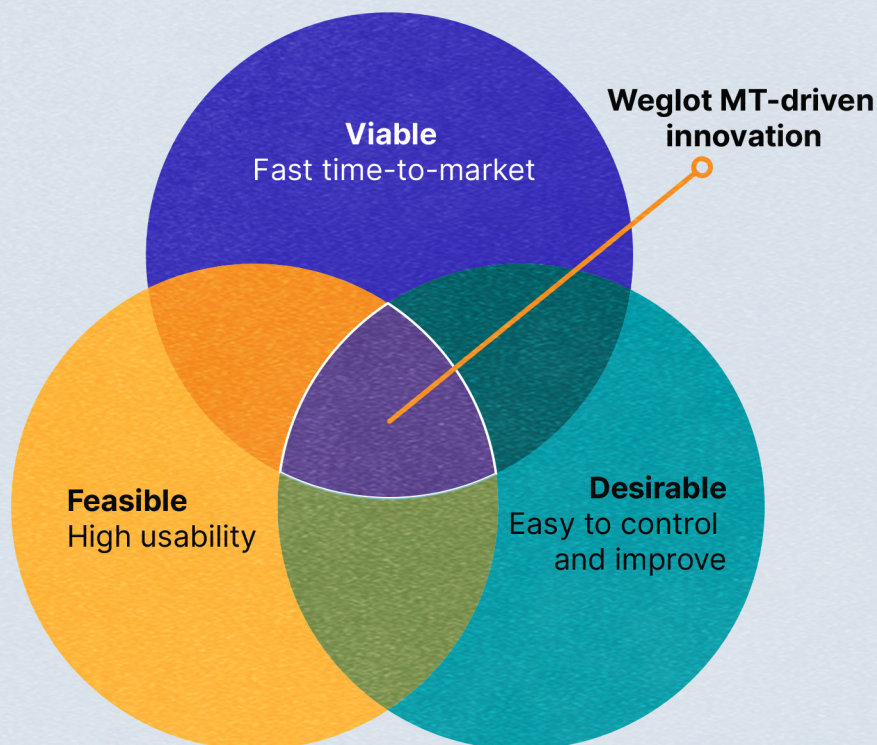 Weglot MT-driven
innovation
Viable
Fast time-to-market
Feasible
High usability
Desirable
Easy to control
and improve